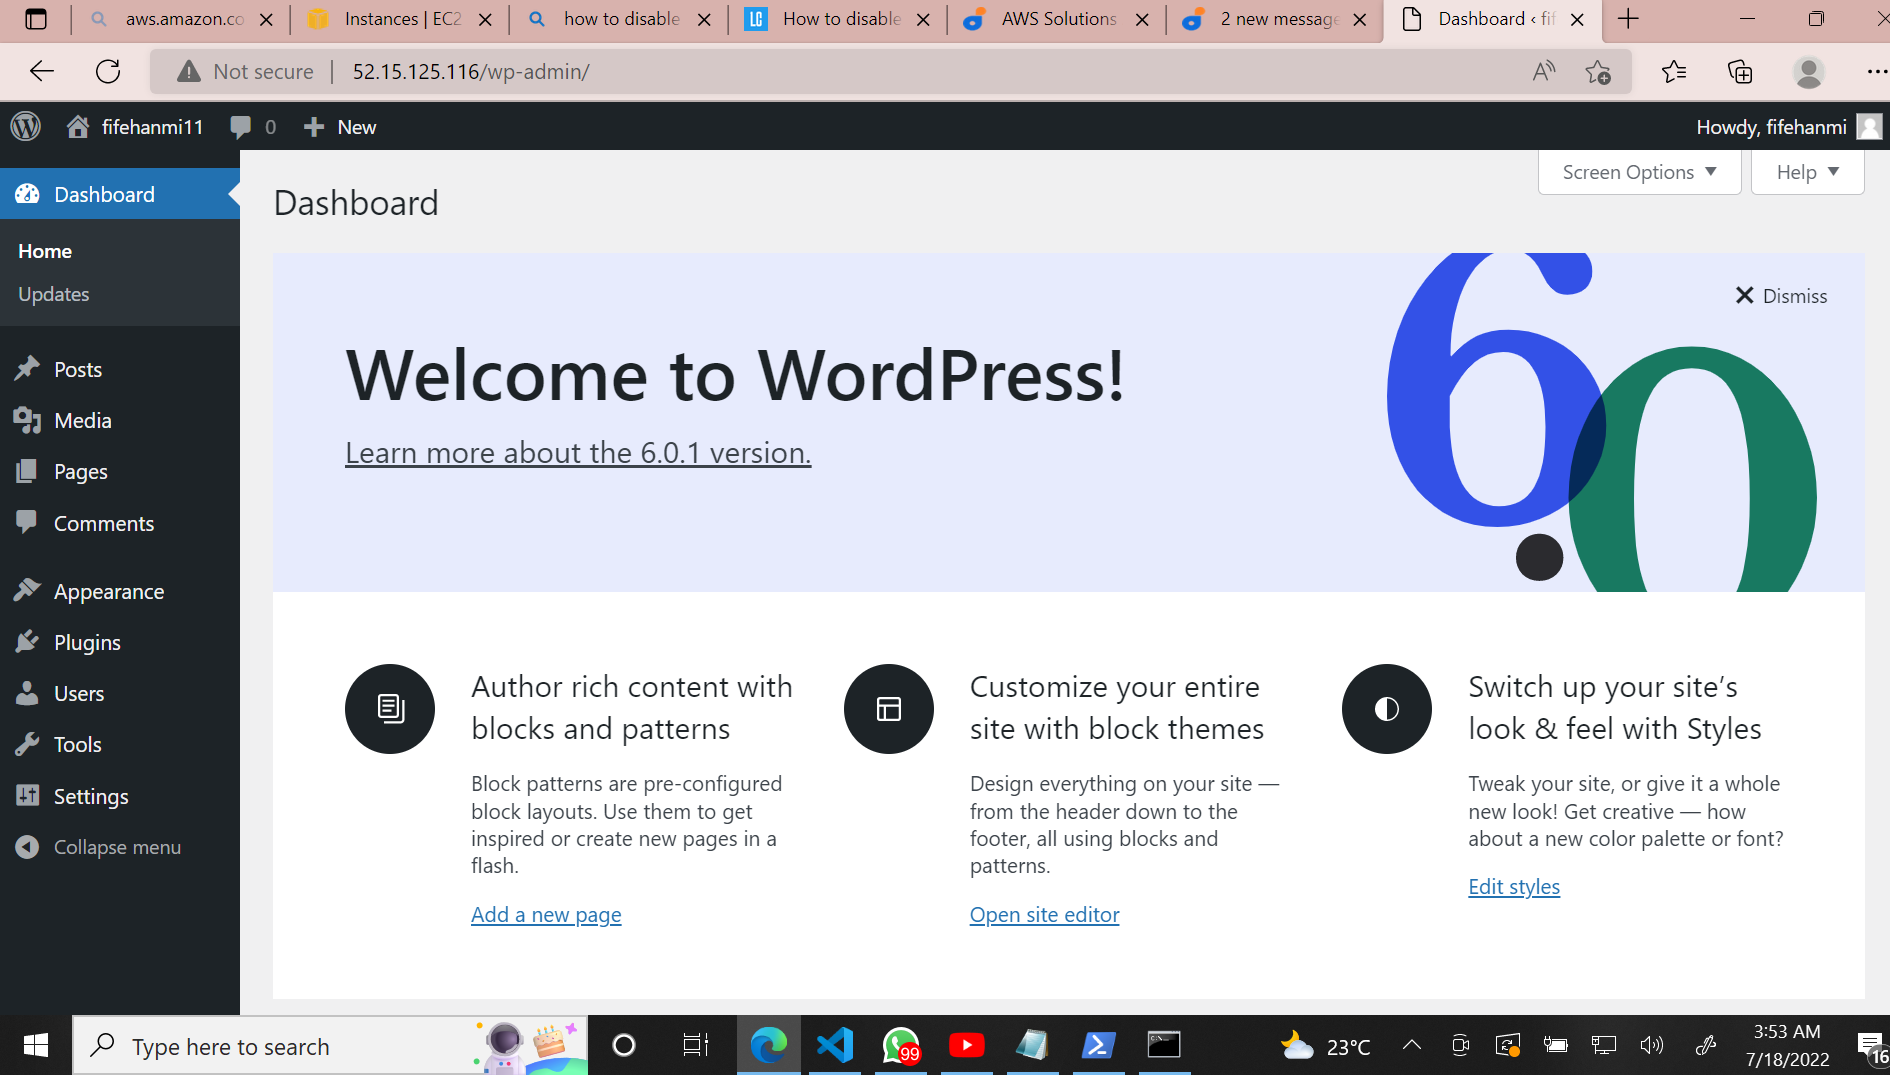 aws.amazon.co
Instances | EC2
how to disable
How to disable
AWS Solutions
2 new message
Dashboard ‹ fif
Not secure
52.15.125.116/wp-admin/
fifehanmi11
0
New
Howdy, fifehanmi
Dashboard
Home
Updates
Posts
Media
Pages
Comments
Appearance
Plugins
Users
Tools
Settings
Collapse menu
Screen Options
Help
Dashboard
Dismiss
60
Welcome to WordPress!
Learn more about the 6.0.1 version.
Author rich content with
blocks and patterns
Block patterns are pre-configured
block layouts. Use them to get
inspired or create new pages in a
flash.
Add a new page
Customize your entire
site with block themes
Design everything on your site —
from the header down to the
footer, all using blocks and
patterns.
Open site editor
Switch up your site’s
look & feel with Styles
Tweak your site, or give it a whole
new look! Get creative — how
about a new color palette or font?
Edit styles
Type here to search
99
23°C
3:53 AM
7/18/2022
16
LC